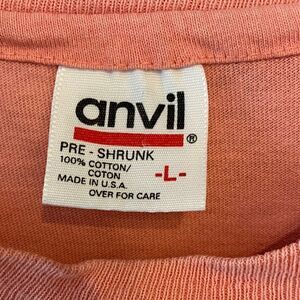 anvil®
PRE - SHRUNK
100% COTTON/
COTON
-L-
MADE IN U.S.A.
OVER FOR CARE